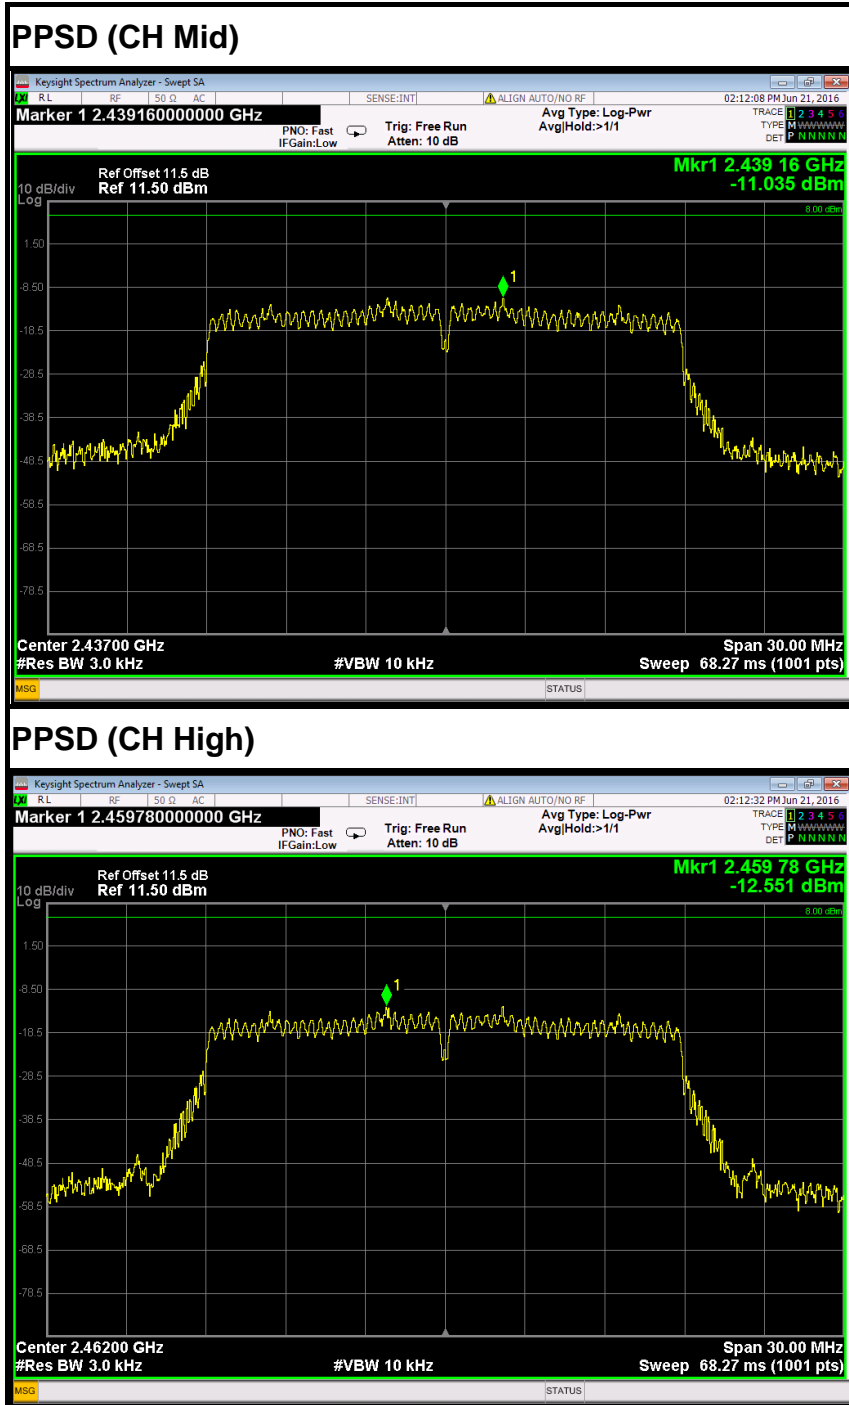 PPSD (CH Mid)
Keysight Spectrum Analyzer - Swept SA
LXI RL RF 50 Ω AC SENSE:INT ALIGN AUTO/NO RF 02:12:08 PM Jun 21, 2016
Marker 1 2.439160000000 GHz
PNO: Fast
IFGain:Low
Trig: Free Run
Atten: 10 dB
Avg Type: Log-Pwr
Avg|Hold:>1/1
TRACE 1 2 3 4 5 6
TYPE M WWWWW
DET P N N N N N
Mkr1 2.439 16 GHz
-11.035 dBm
Ref Offset 11.5 dB
10 dB/div Ref 11.50 dBm
Log
8.00 dBm
1.50
-8.50
1
-18.5
-28.5
-38.5
-48.5
-58.5
-68.5
-78.5
Center 2.43700 GHz Span 30.00 MHz
#Res BW 3.0 kHz #VBW 10 kHz Sweep 68.27 ms (1001 pts)
MSG STATUS
PPSD (CH High)
Keysight Spectrum Analyzer - Swept SA
LXI RL RF 50 Ω AC SENSE:INT ALIGN AUTO/NO RF 02:12:32 PM Jun 21, 2016
Marker 1 2.459780000000 GHz
PNO: Fast
IFGain:Low
Trig: Free Run
Atten: 10 dB
Avg Type: Log-Pwr
Avg|Hold:>1/1
TRACE 1 2 3 4 5 6
TYPE M WWWWW
DET P N N N N N
Mkr1 2.459 78 GHz
-12.551 dBm
Ref Offset 11.5 dB
10 dB/div Ref 11.50 dBm
Log
8.00 dBm
1.50
-8.50
1
-18.5
-28.5
-38.5
-48.5
-58.5
-68.5
-78.5
Center 2.46200 GHz Span 30.00 MHz
#Res BW 3.0 kHz #VBW 10 kHz Sweep 68.27 ms (1001 pts)
MSG STATUS